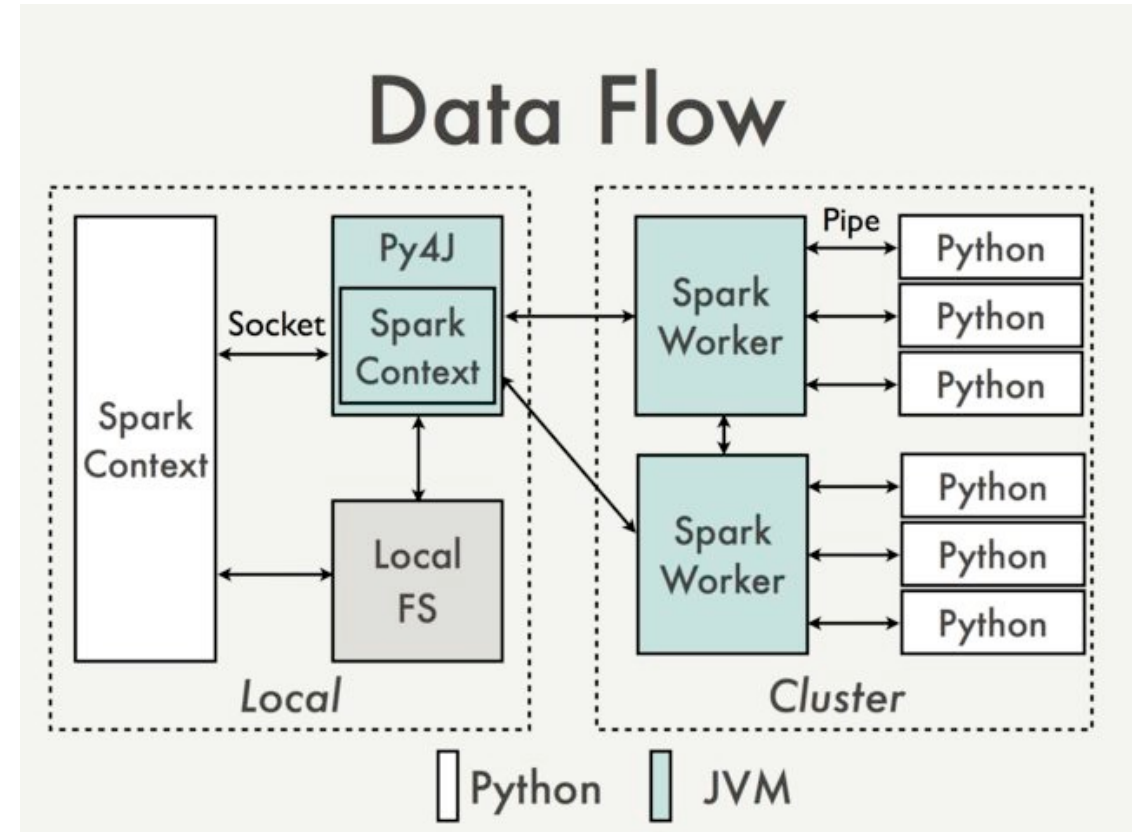 Data Flow
Spark
Context
Socket
Py4J
Spark
Context
Local
FS
Local
Spark
Worker
Pipe
Python
Python
Python
Spark
Worker
Python
Python
Python
Cluster
Python
JVM